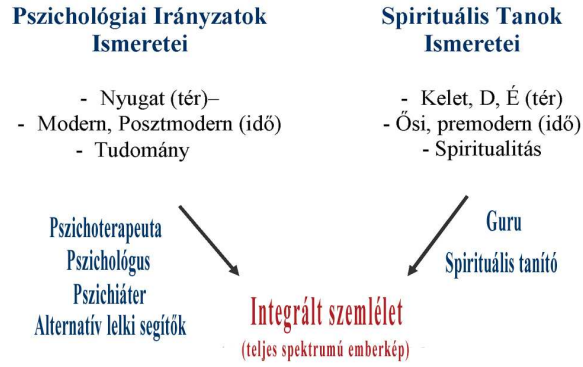 Pszichológiai Irányzatok
Ismeretei
- Nyugat (tér)–
- Modern, Posztmodern (idő)
- Tudomány
Pszichoterapeuta
Pszichológus
Pszichiáter
Alternatív lelki segítők
Spirituális Tanok
Ismeretei
- Kelet, D, É (tér)
- Ősi, premodern (idő)
- Spiritualitás
Guru
Spirituális tanító
Integrált szemlélet
(teljes spektrumú emberkép)